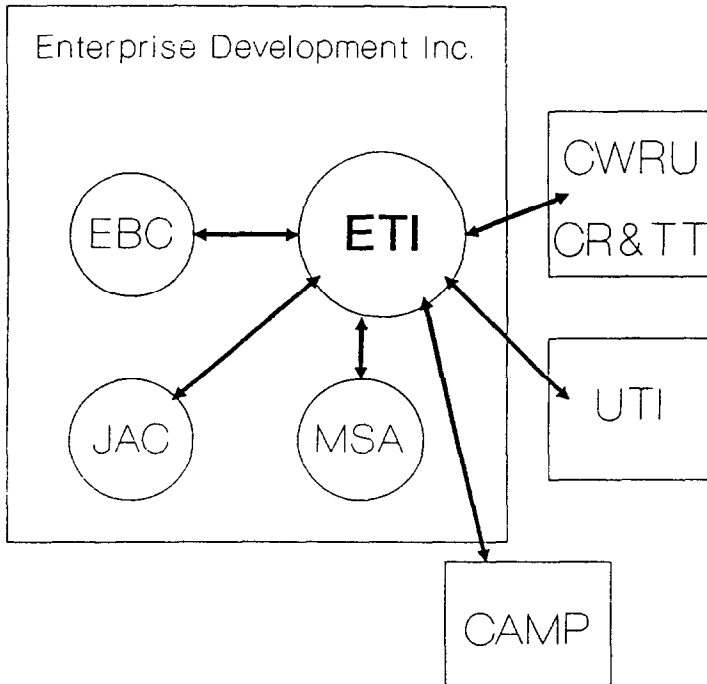 Enterprise Development Inc.
CWRU
CR&TT
EBC
ETI
UTI
JAC
MSA
CAMP